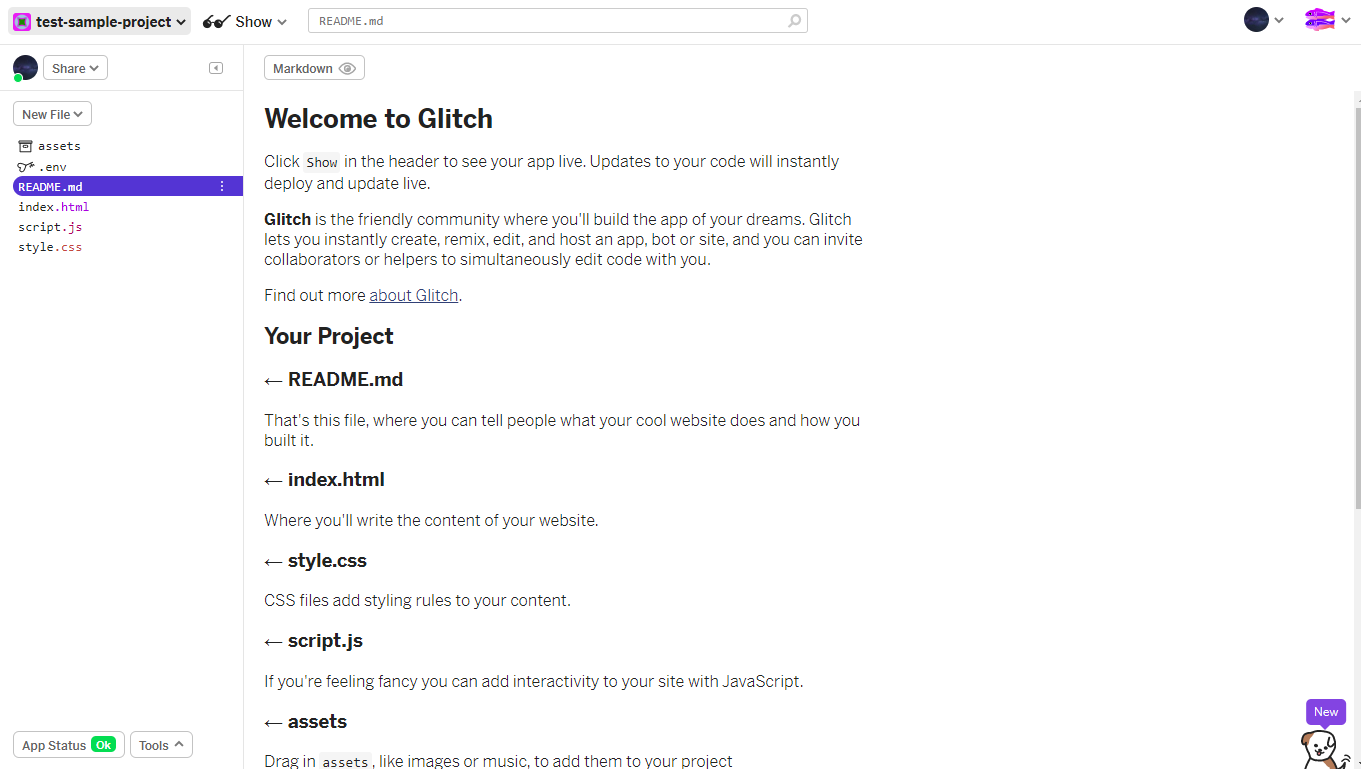 test-sample-project Show README.md
Share
Markdown
New File
assets
.env
README.md
index.html
script.js
style.css
Welcome to Glitch
Click Show in the header to see your app live. Updates to your code will instantly
deploy and update live.
Glitch is the friendly community where you'll build the app of your dreams. Glitch
lets you instantly create, remix, edit, and host an app, bot or site, and you can invite
collaborators or helpers to simultaneously edit code with you.
Find out more about Glitch.
Your Project
← README.md
That's this file, where you can tell people what your cool website does and how you
built it.
← index.html
Where you'll write the content of your website.
← style.css
CSS files add styling rules to your content.
← script.js
If you're feeling fancy you can add interactivity to your site with JavaScript.
← assets
Drag in assets, like images or music, to add them to your project
App Status Ok Tools
New